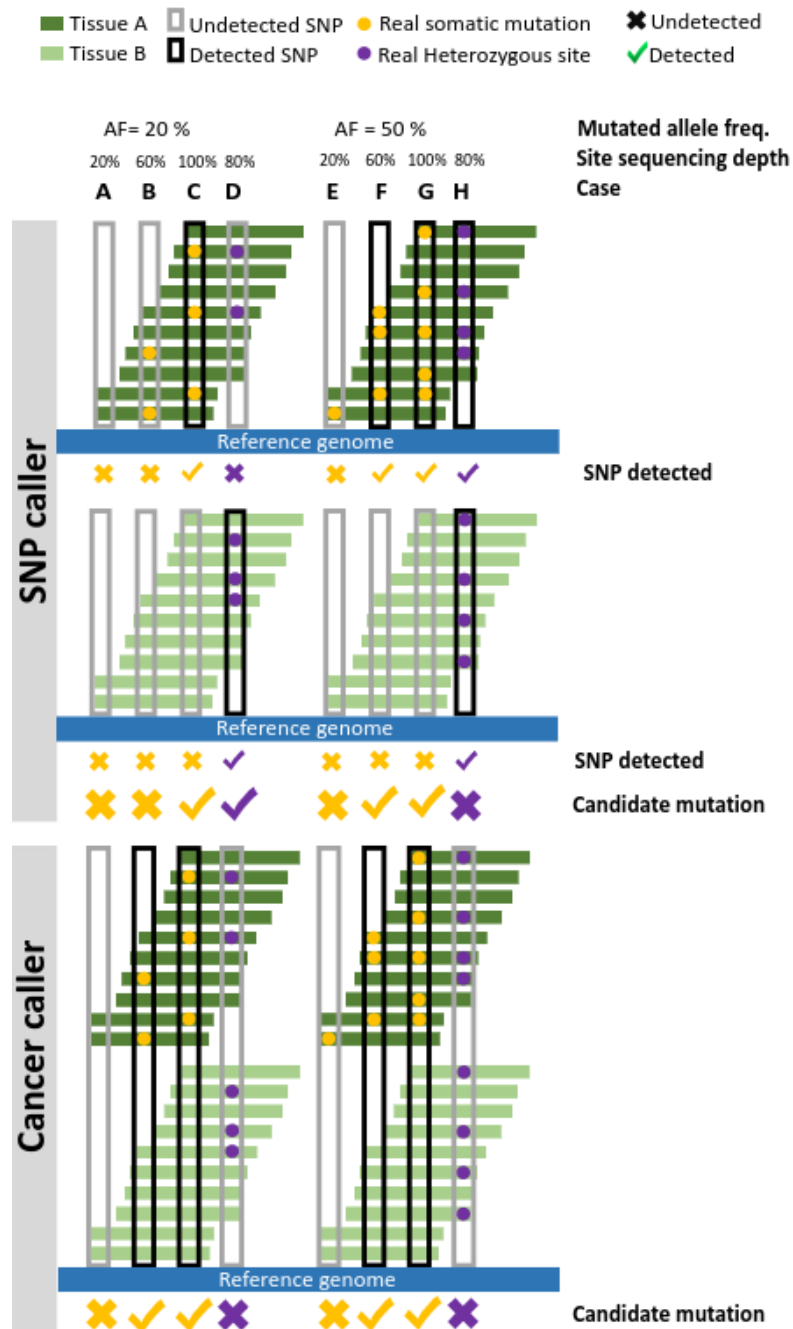 Tissue A Undetected SNP Real somatic mutation Undetected
Tissue B Detected SNP Real Heterozygous site Detected
AF= 20 % AF = 50 % Mutated allele freq.
20% 60% 100% 80% 20% 60% 100% 80% Site sequencing depth
A B C D E F G H Case
SNP caller
Reference genome
SNP detected
Reference genome
SNP detected
Candidate mutation
Cancer caller
Reference genome
Candidate mutation